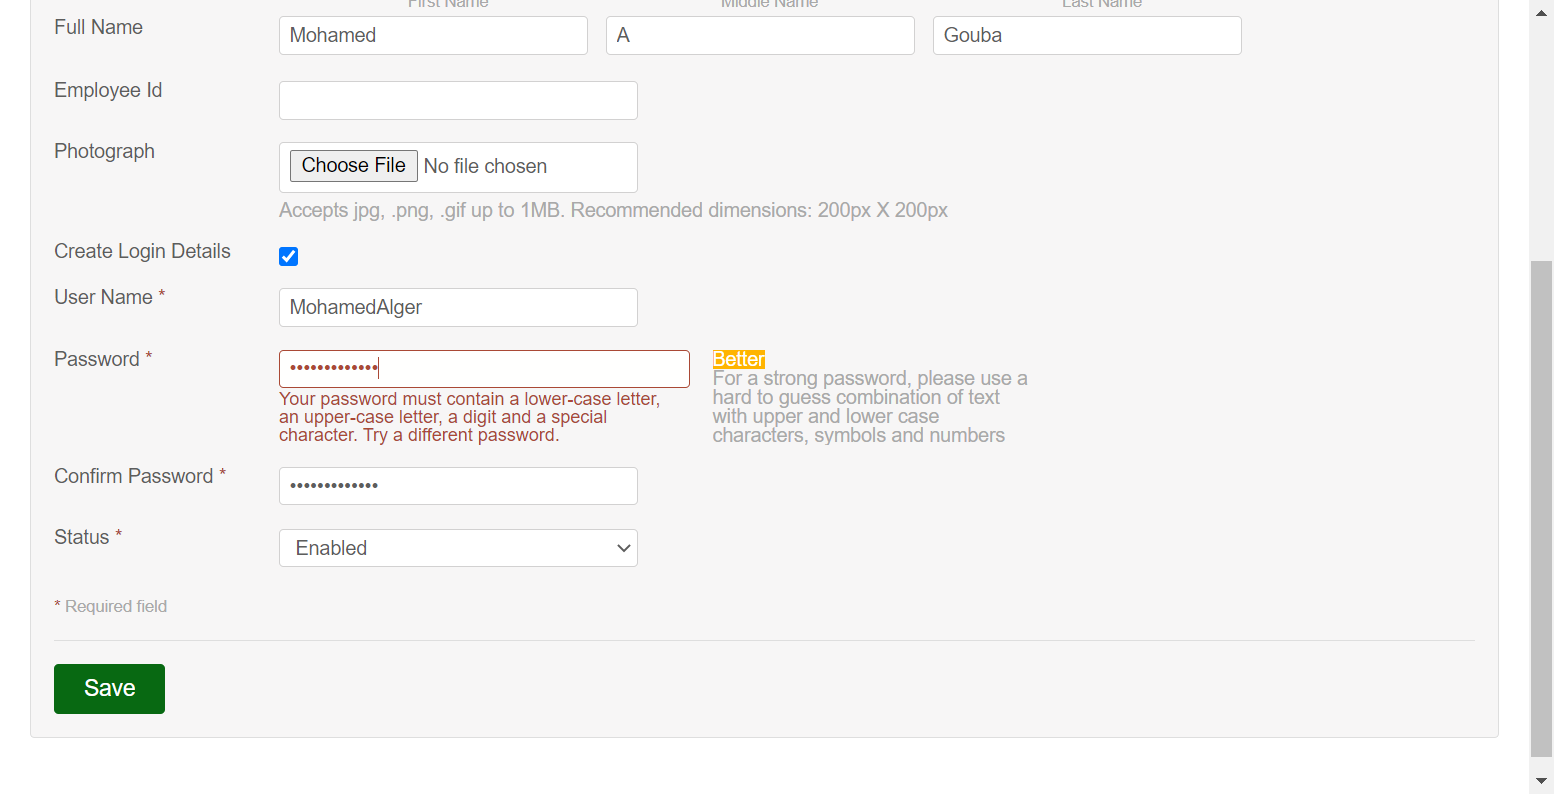 First Name Middle Name Last Name
Full Name Mohamed A Gouba
Employee Id
Photograph Choose File No file chosen
Accepts jpg, .png, .gif up to 1MB. Recommended dimensions: 200px X 200px
Create Login Details
User Name * MohamedAlger
Password * •••••••••••••
Your password must contain a lower-case letter,
an upper-case letter, a digit and a special
character. Try a different password.
Better
For a strong password, please use a
hard to guess combination of text
with upper and lower case
characters, symbols and numbers
Confirm Password * •••••••••••••
Status * Enabled
* Required field
Save